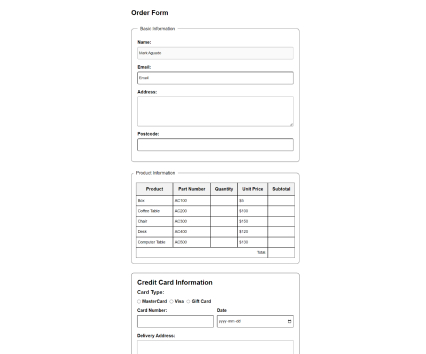 Order Form
Basic Information
Name:
Email:
Email
Address:
Postcode:
Product Information
Product Part Number Quantity Unit Price Subtotal
Box AC100 $5
Coffee Table AC200 $100
Chair AC300 $150
Desk AC400 $120
Computer Table AC500 $130
Total:
Credit Card Information
Card Type:
MasterCard Visa Gift Card
Card Number: Date
yyyy-mm-dd
Delivery Address: